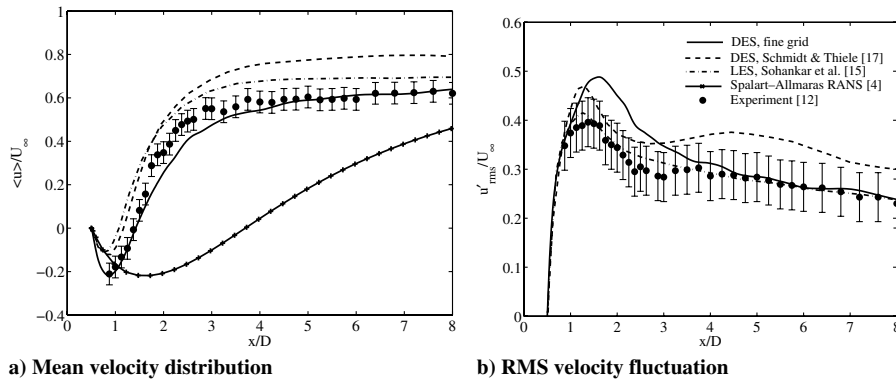 1
0.8
0.6
0.4
0.2
0
−0.2
−0.4
<u>/U∞
0 1 2 3 4 5 6 7 8
x/D
a) Mean velocity distribution
0.6
0.5
0.4
0.3
0.2
0.1
0
u'rms/U∞
DES, fine grid
DES, Schmidt & Thiele [17]
LES, Sohankar et al. [15]
Spalart−Allmaras RANS [4]
Experiment [12]
0 1 2 3 4 5 6 7 8
x/D
b) RMS velocity fluctuation